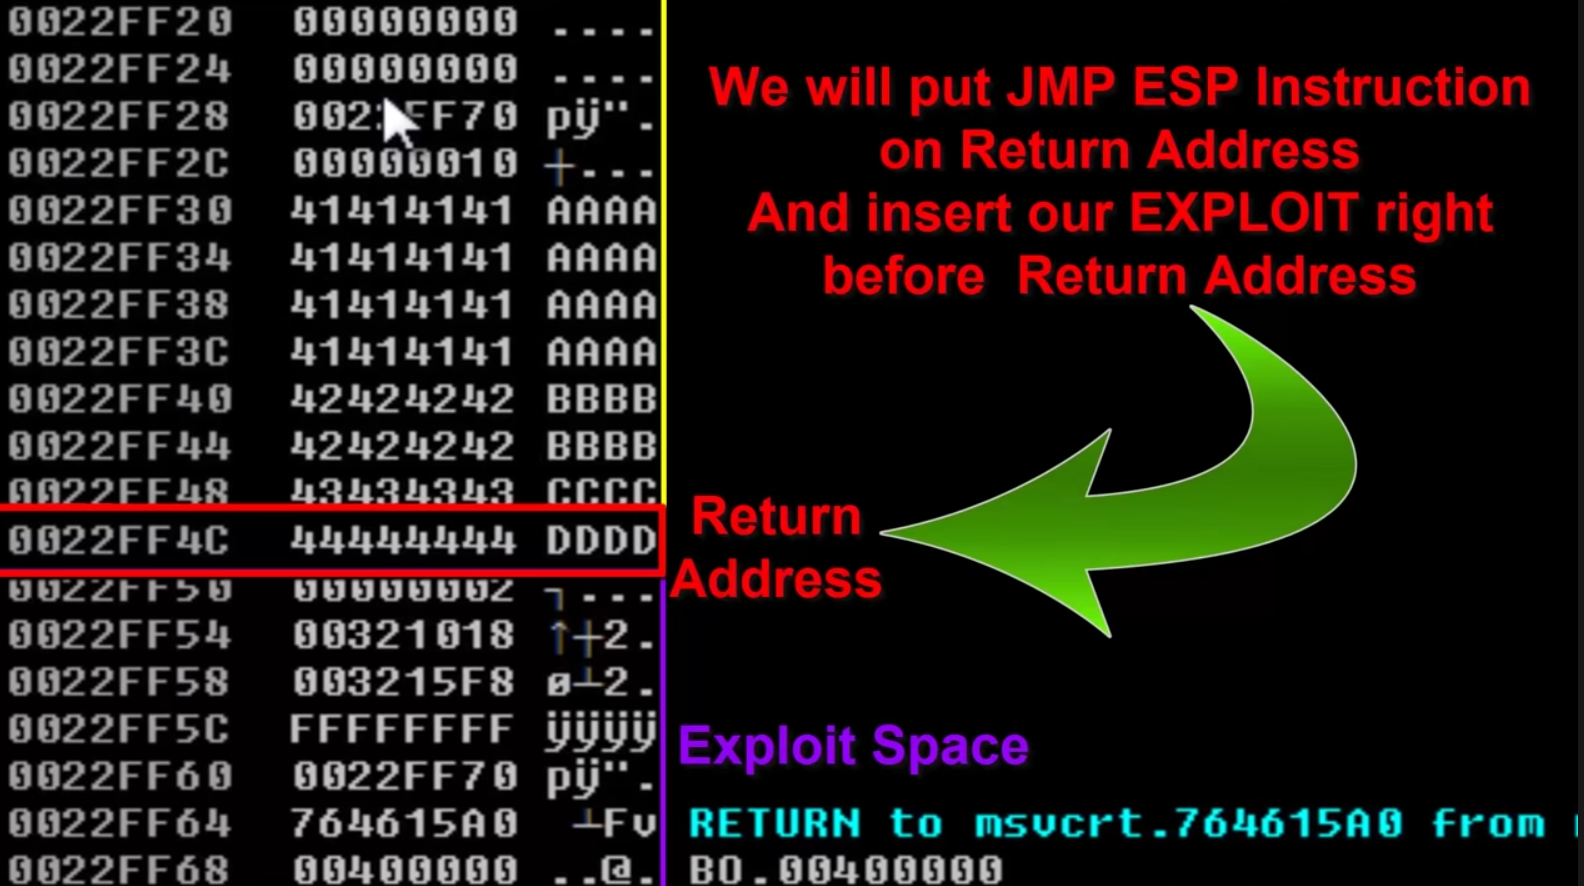 0022FF20 00000000 ....
0022FF24 00000000 ....
0022FF28 0022FF70 pÿ".
0022FF2C 00000010 ┼...
0022FF30 41414141 AAAA
0022FF34 41414141 AAAA
0022FF38 41414141 AAAA
0022FF3C 41414141 AAAA
0022FF40 42424242 BBBB
0022FF44 42424242 BBBB
0022FF48 43434343 CCCC
0022FF4C 44444444 DDDD
0022FF50 00000002 ┐...
0022FF54 00321018 ↑┼2.
0022FF58 003215F8 ø┴2.
0022FF5C FFFFFFFF ÿÿÿÿ
0022FF60 0022FF70 pÿ".
0022FF64 764615A0  ┴Fv RETURN to msvcrt.764615A0 from
0022FF68 00400000 ..@. BO.00400000
We will put JMP ESP Instruction
on Return Address
And insert our EXPLOIT right
before Return Address
Return
Address
Exploit Space